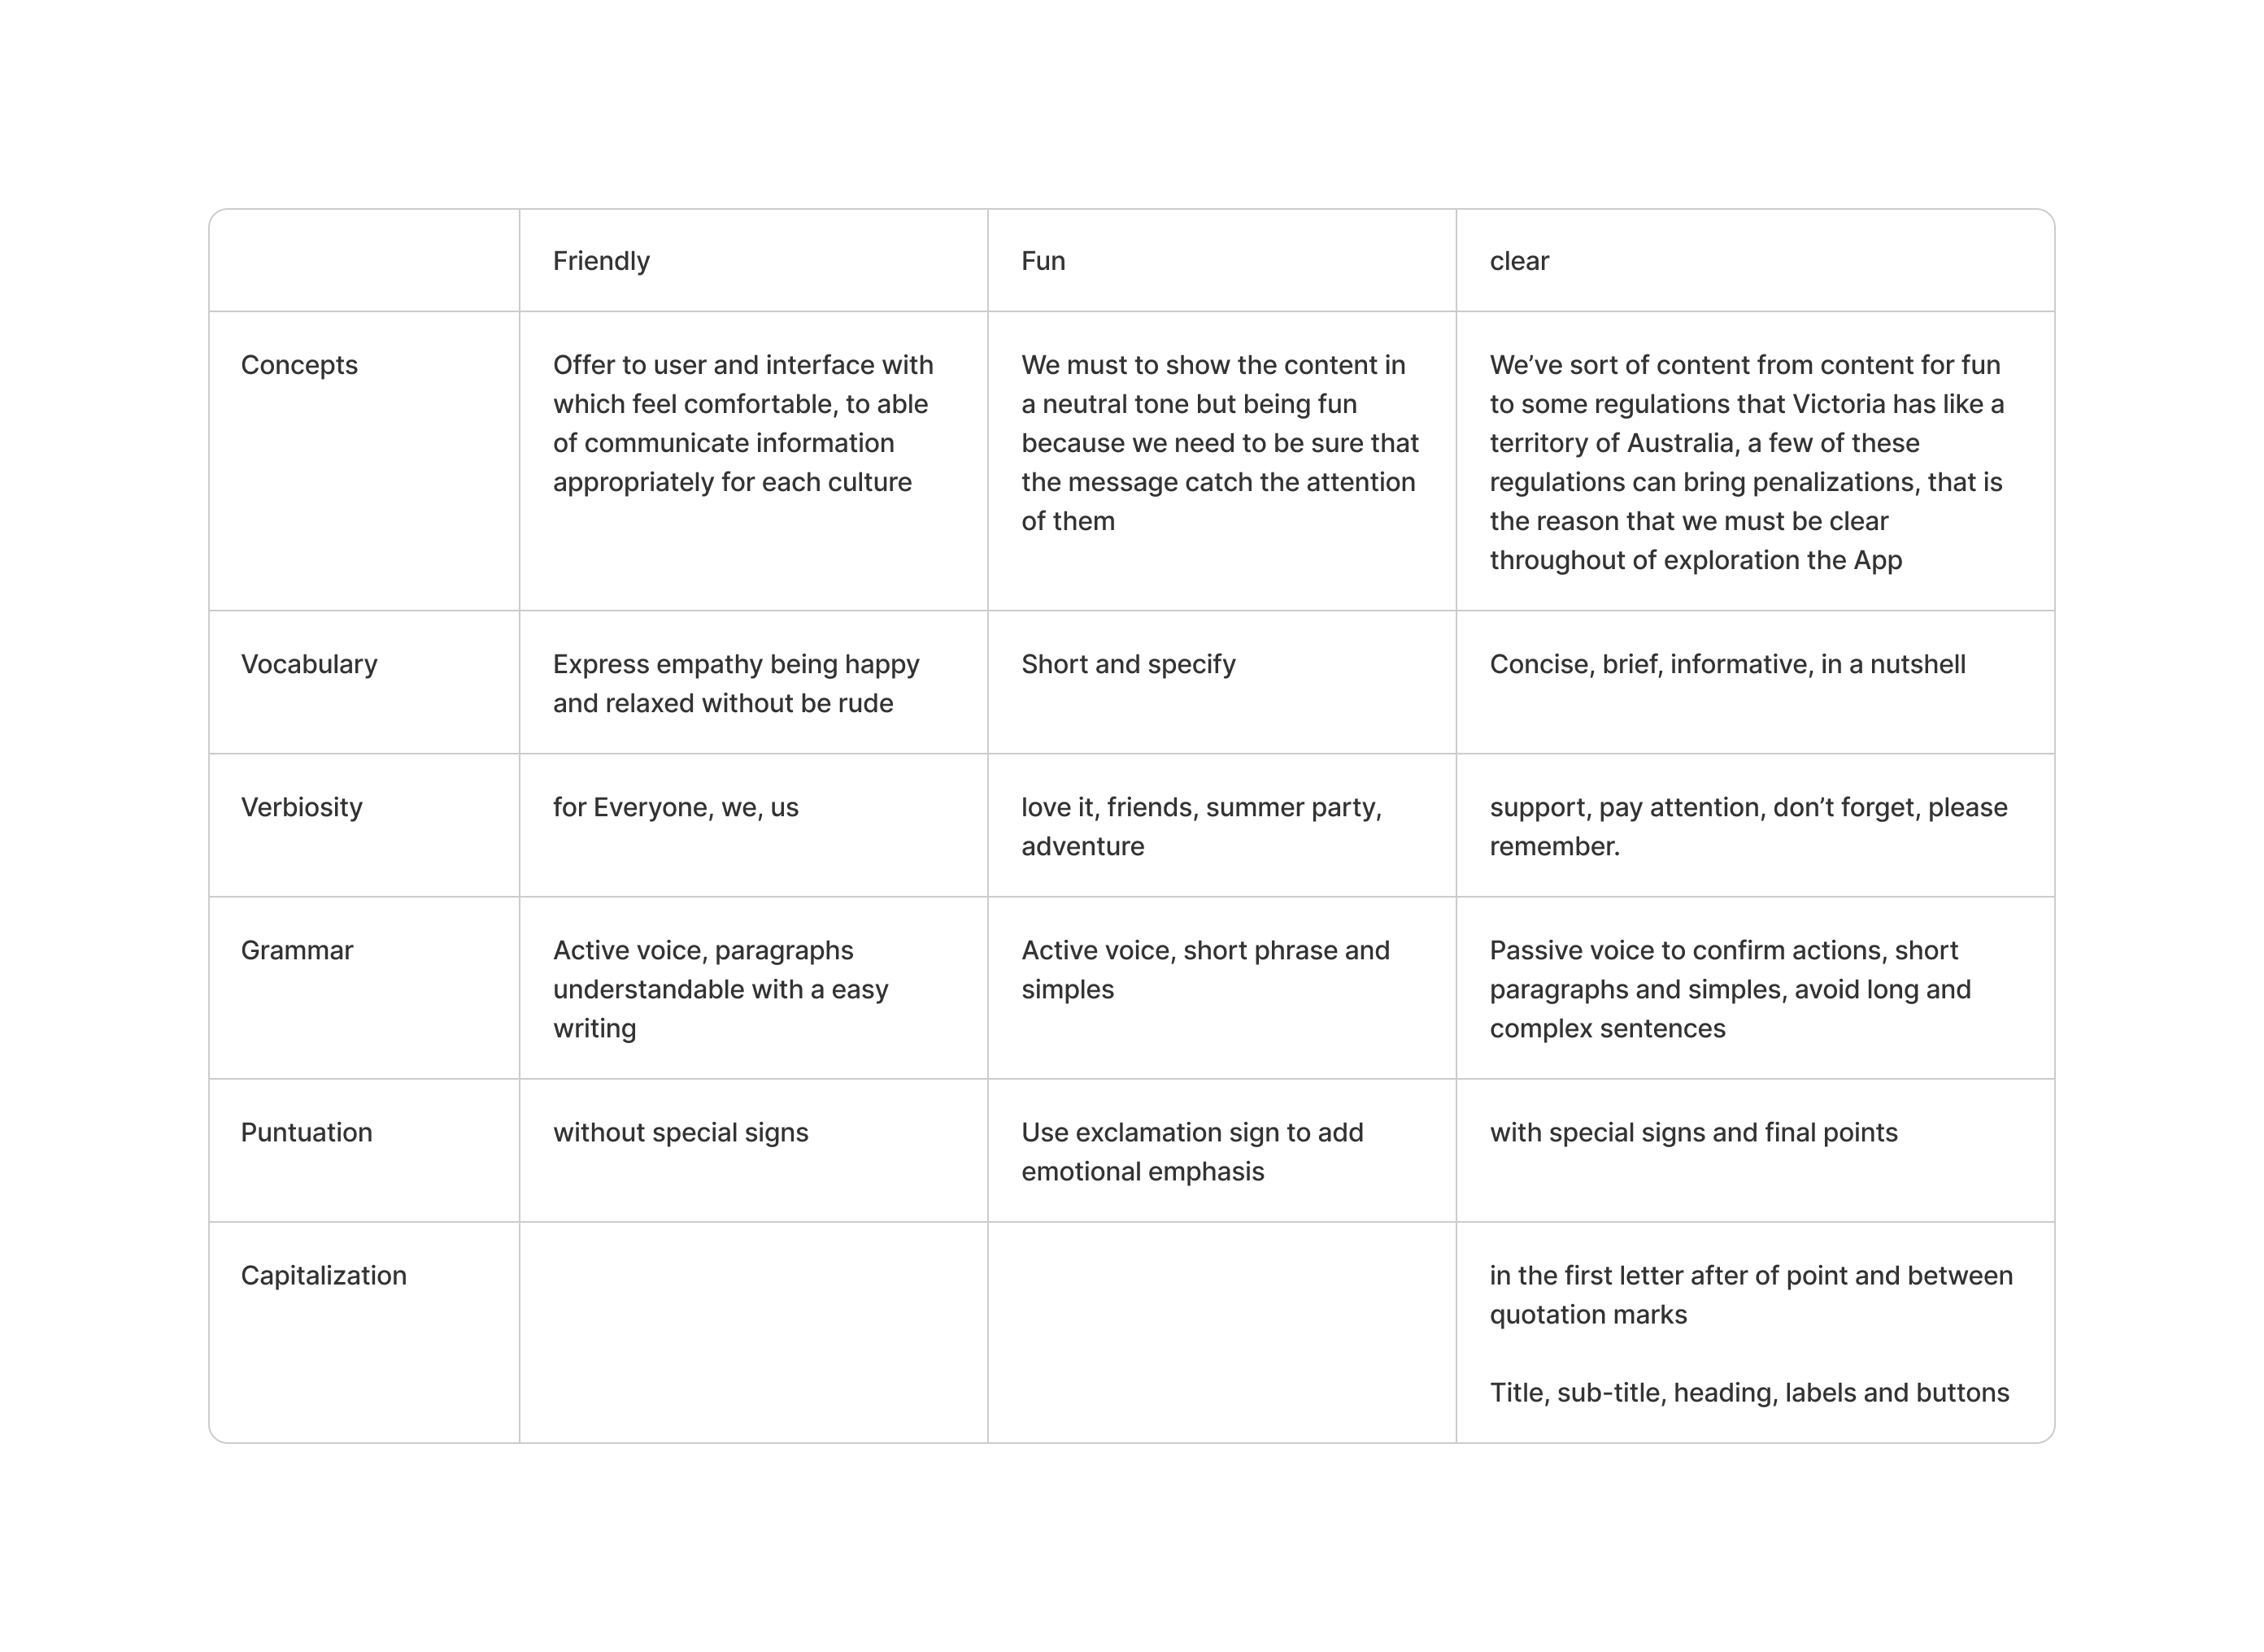 Friendly
Fun
clear
Concepts
Offer to user and interface with
which feel comfortable, to able
of communicate information
appropriately for each culture
We must to show the content in
a neutral tone but being fun
because we need to be sure that
the message catch the attention
of them
We’ve sort of content from content for fun
to some regulations that Victoria has like a
territory of Australia, a few of these
regulations can bring penalizations, that is
the reason that we must be clear
throughout of exploration the App
Vocabulary
Express empathy being happy
and relaxed without be rude
Short and specify
Concise, brief, informative, in a nutshell
Verbiosity
for Everyone, we, us
love it, friends, summer party,
adventure
support, pay attention, don’t forget, please
remember.
Grammar
Active voice, paragraphs
understandable with a easy
writing
Active voice, short phrase and
simples
Passive voice to confirm actions, short
paragraphs and simples, avoid long and
complex sentences
Puntuation
without special signs
Use exclamation sign to add
emotional emphasis
with special signs and final points
Capitalization
in the first letter after of point and between
quotation marks
Title, sub-title, heading, labels and buttons